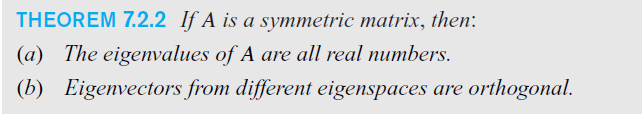 THEOREM 7.2.2 If A is a symmetric matrix, then:
(a) The eigenvalues of A are all real numbers.
(b) Eigenvectors from different eigenspaces are orthogonal.